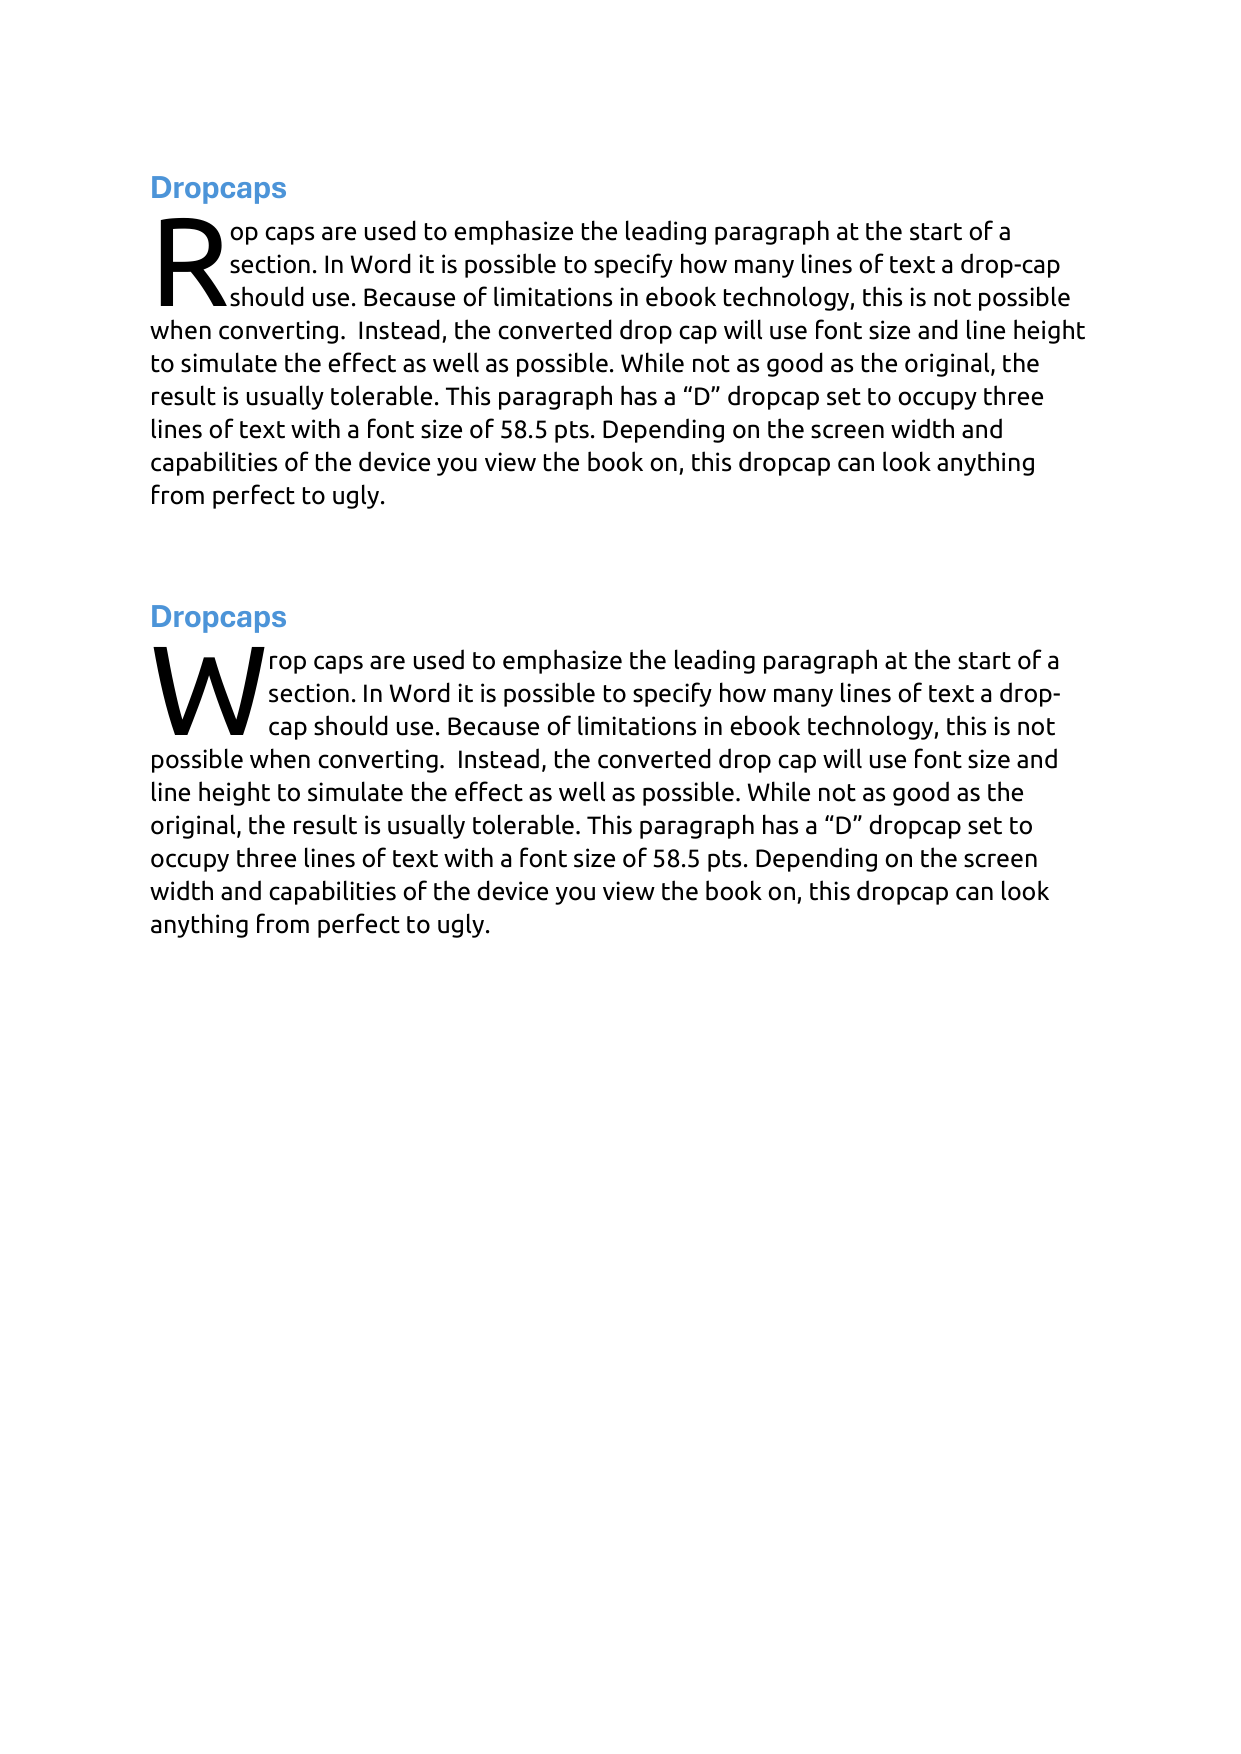 Dropcaps
Rop caps are used to emphasize the leading paragraph at the start of a
section. In Word it is possible to specify how many lines of text a drop-cap
should use. Because of limitations in ebook technology, this is not possible
when converting.  Instead, the converted drop cap will use font size and line height
to simulate the effect as well as possible. While not as good as the original, the
result is usually tolerable. This paragraph has a “D” dropcap set to occupy three
lines of text with a font size of 58.5 pts. Depending on the screen width and
capabilities of the device you view the book on, this dropcap can look anything
from perfect to ugly.
Dropcaps
Wrop caps are used to emphasize the leading paragraph at the start of a
section. In Word it is possible to specify how many lines of text a drop-
cap should use. Because of limitations in ebook technology, this is not
possible when converting.  Instead, the converted drop cap will use font size and
line height to simulate the effect as well as possible. While not as good as the
original, the result is usually tolerable. This paragraph has a “D” dropcap set to
occupy three lines of text with a font size of 58.5 pts. Depending on the screen
width and capabilities of the device you view the book on, this dropcap can look
anything from perfect to ugly.